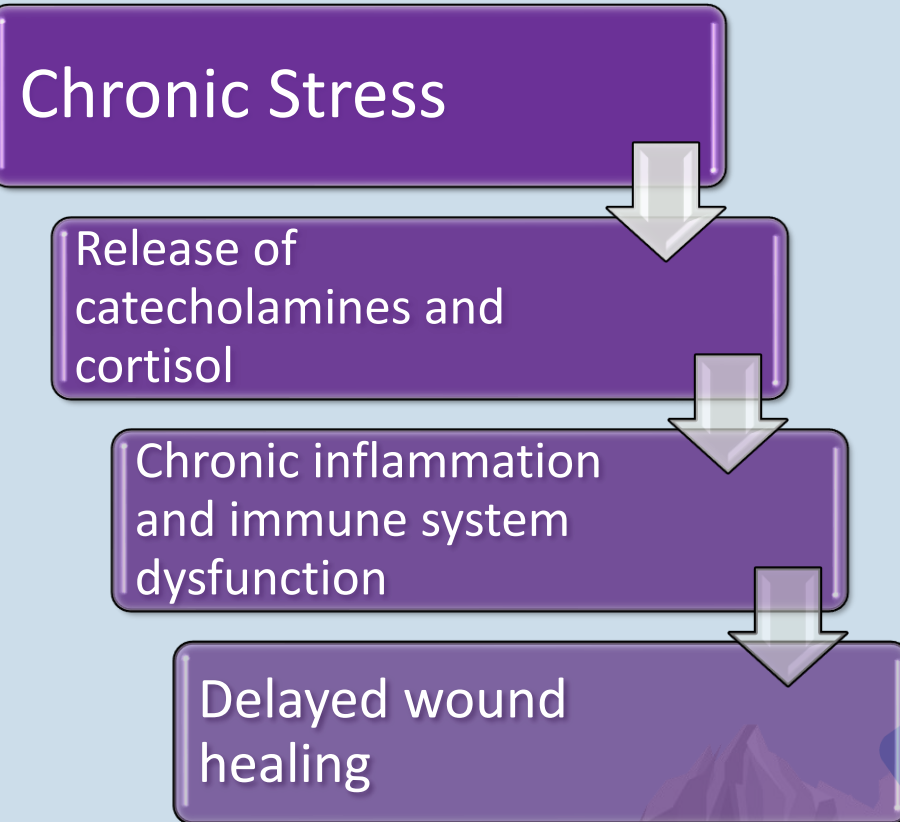 Chronic Stress
Release of
catecholamines and
cortisol
Chronic inflammation
and immune system
dysfunction
Delayed wound
healing